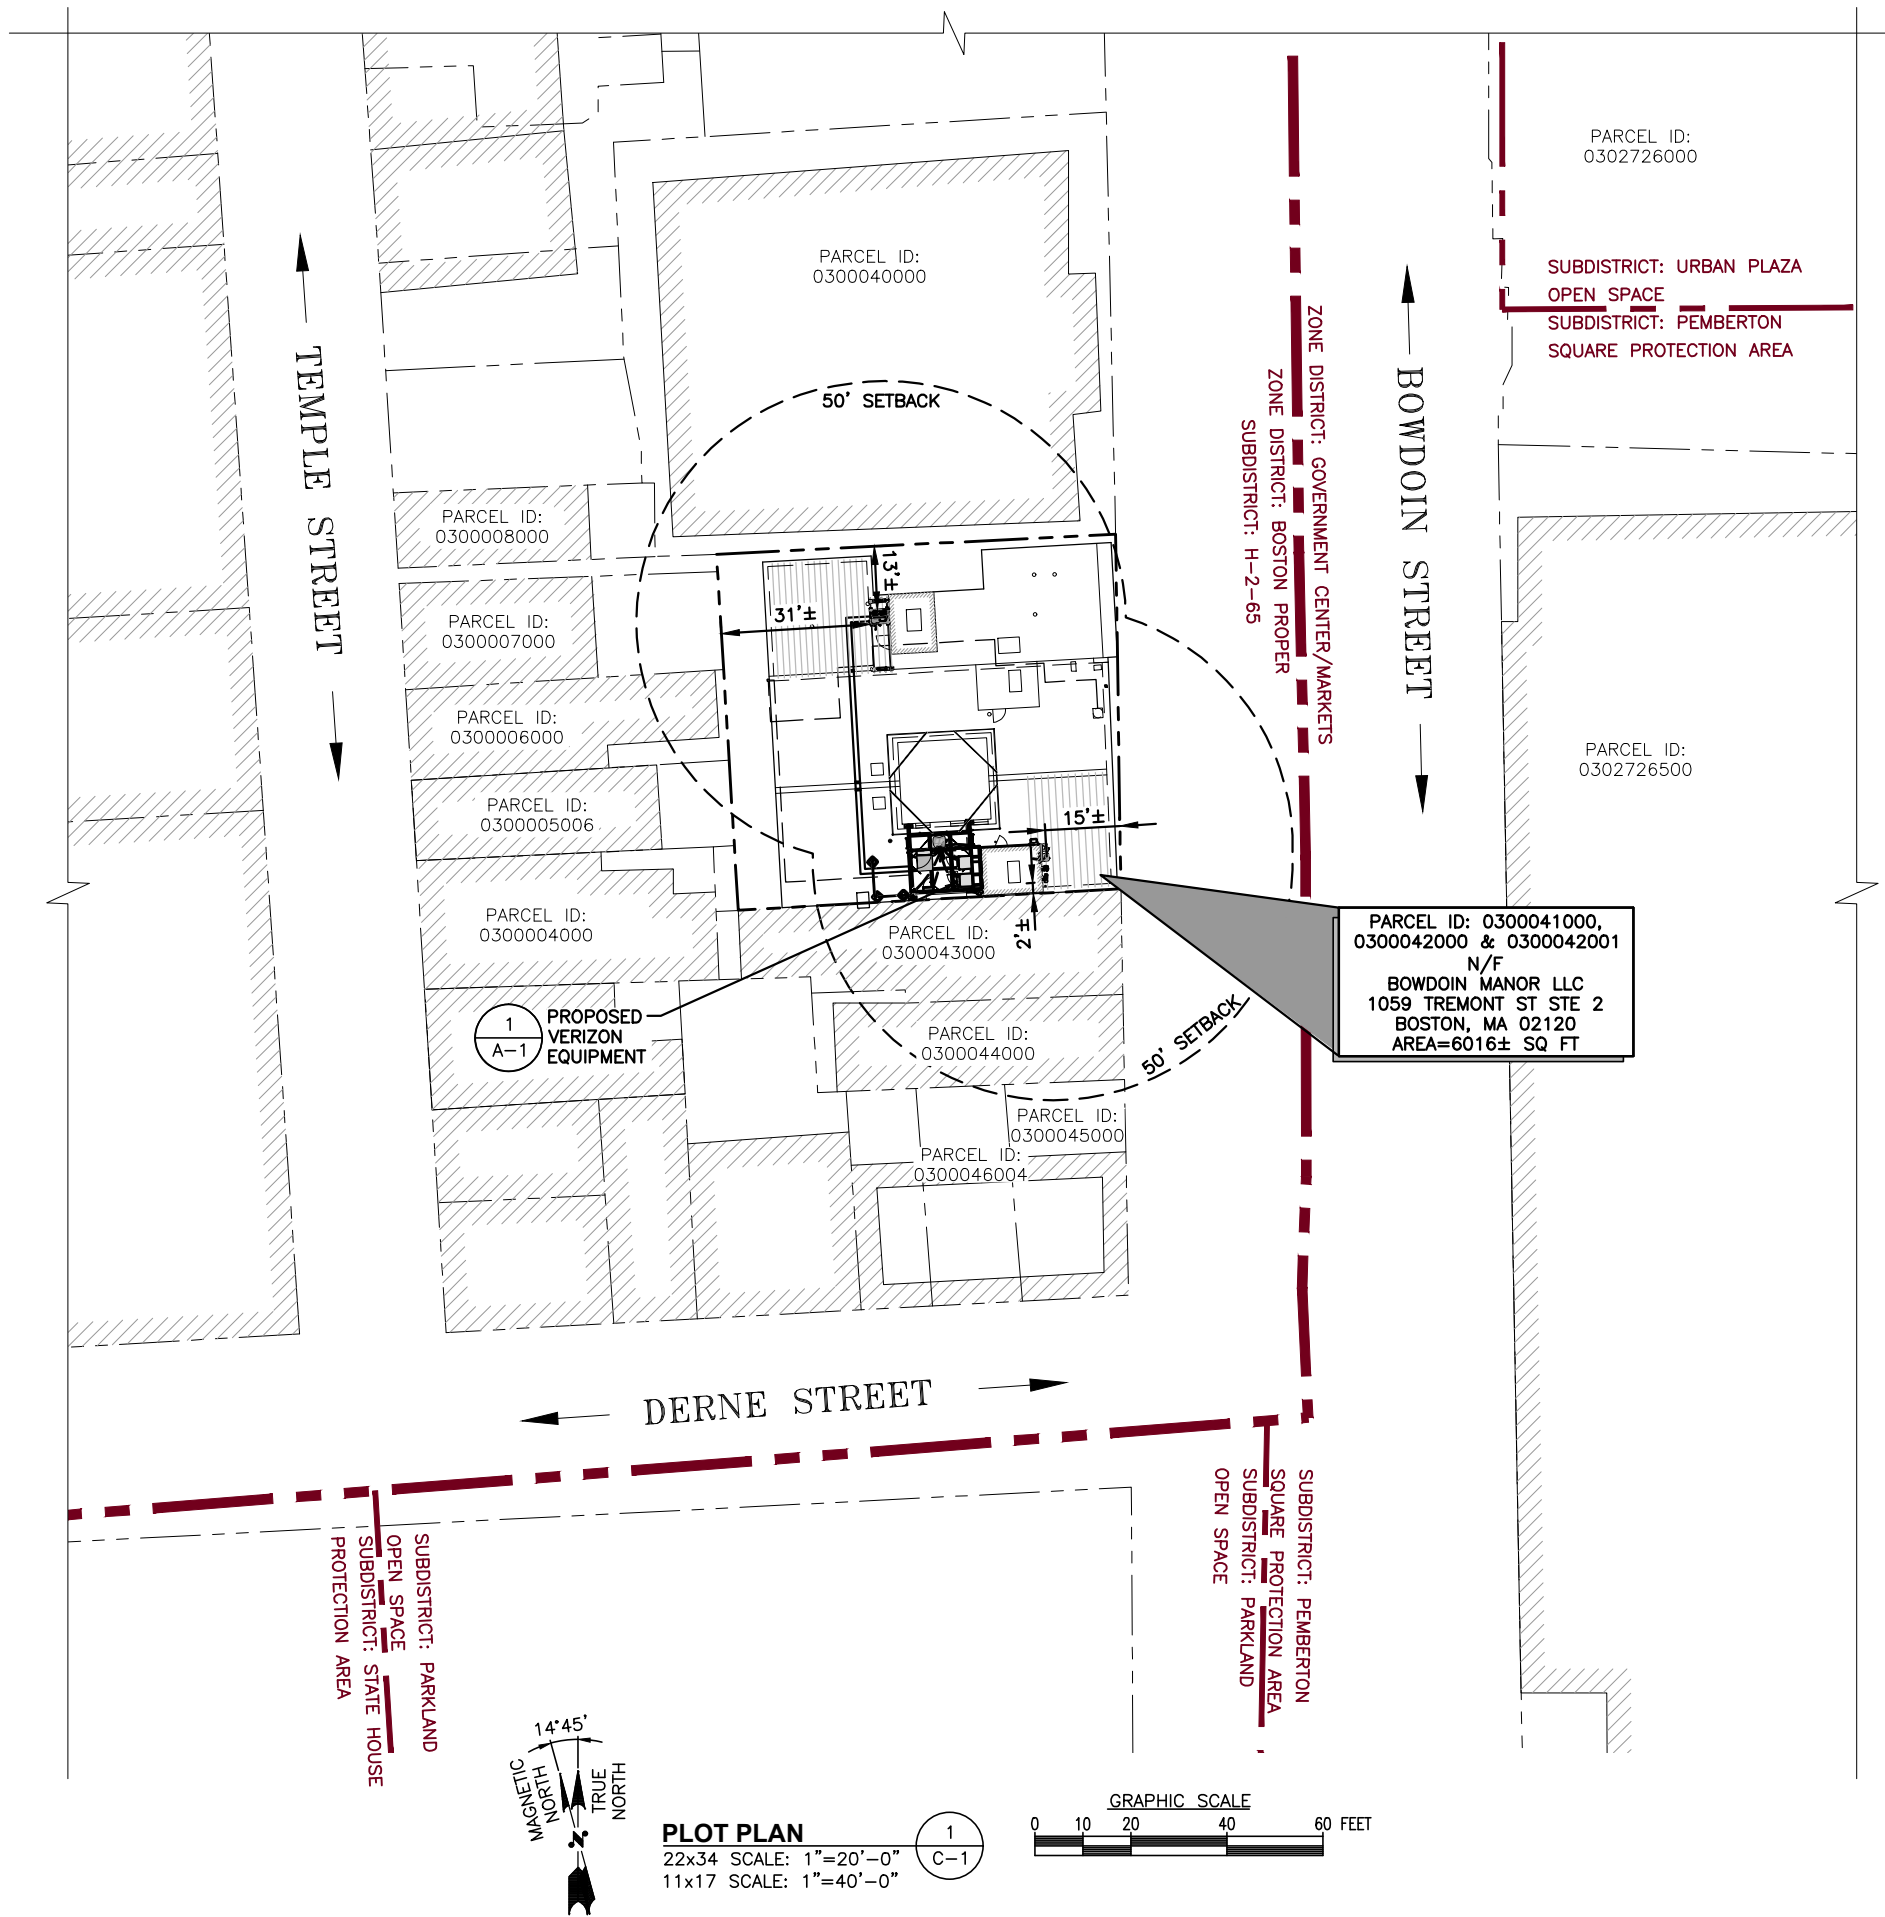 PARCEL ID:
0302726000
SUBDISTRICT: URBAN PLAZA
OPEN SPACE
SUBDISTRICT: PEMBERTON
SQUARE PROTECTION AREA
PARCEL ID:
0300040000
TEMPLE STREET
BOWDOIN STREET
ZONE DISTRICT: GOVERNMENT CENTER/MARKETS
ZONE DISTRICT: BOSTON PROPER
SUBDISTRICT: H-2-65
50' SETBACK
PARCEL ID:
0300008000
13'±
31'±
PARCEL ID:
0300007000
PARCEL ID:
0300006000
PARCEL ID:
0302726500
PARCEL ID:
0300005006
15'±
PARCEL ID:
0300004000
PARCEL ID:
0300043000
2'±
PARCEL ID: 0300041000,
0300042000 & 0300042001
N/F
BOWDOIN MANOR LLC
1059 TREMONT ST STE 2
BOSTON, MA 02120
AREA=6016± SQ FT
1
A-1
PROPOSED
VERIZON
EQUIPMENT
50' SETBACK
PARCEL ID:
0300044000
PARCEL ID:
0300045000
PARCEL ID:
0300046004
DERNE STREET
SUBDISTRICT: PARKLAND
OPEN SPACE
SUBDISTRICT: STATE HOUSE
PROTECTION AREA
SUBDISTRICT: PEMBERTON
SQUARE PROTECTION AREA
SUBDISTRICT: PARKLAND
OPEN SPACE
14°45'
MAGNETIC
NORTH
TRUE
NORTH
N
PLOT PLAN
22x34 SCALE: 1"=20'-0"
11x17 SCALE: 1"=40'-0"
1
C-1
GRAPHIC SCALE
0 10 20 40 60 FEET